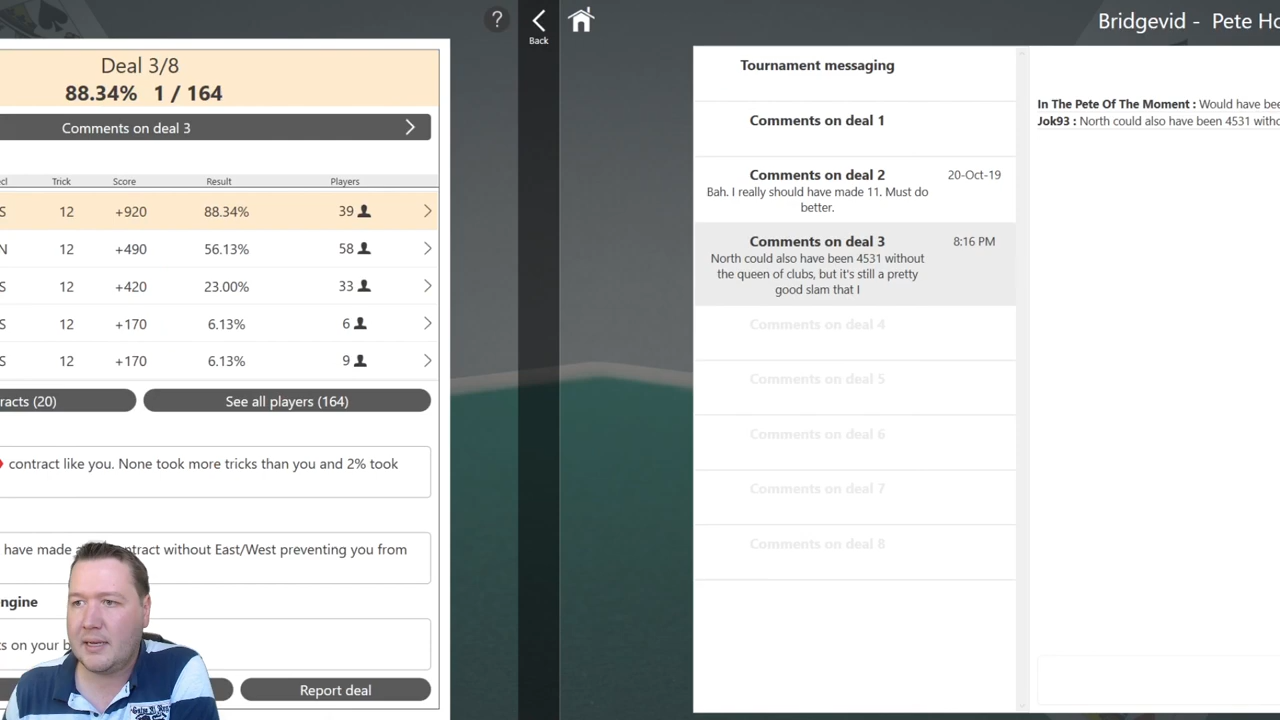 ?
Back
Bridgevid - Pete Ho
Deal 3/8
88.34% 1 / 164
Comments on deal 3
Trick Score Result Players
S 12 +920 88.34% 39
N 12 +490 56.13% 58
S 12 +420 23.00% 33
S 12 +170 6.13% 6
S 12 +170 6.13% 9
racts (20)
See all players (164)
contract like you. None took more tricks than you and 2% took
have made a contract without East/West preventing you from
ngine
ts on your b
Report deal
Tournament messaging
Comments on deal 1
Comments on deal 2 20-Oct-19
Bah. I really should have made 11. Must do
better.
Comments on deal 3 8:16 PM
North could also have been 4531 without
the queen of clubs, but it's still a pretty
good slam that I
Comments on deal 4
Comments on deal 5
Comments on deal 6
Comments on deal 7
Comments on deal 8
In The Pete Of The Moment : Would have bee
Jok93 : North could also have been 4531 witho